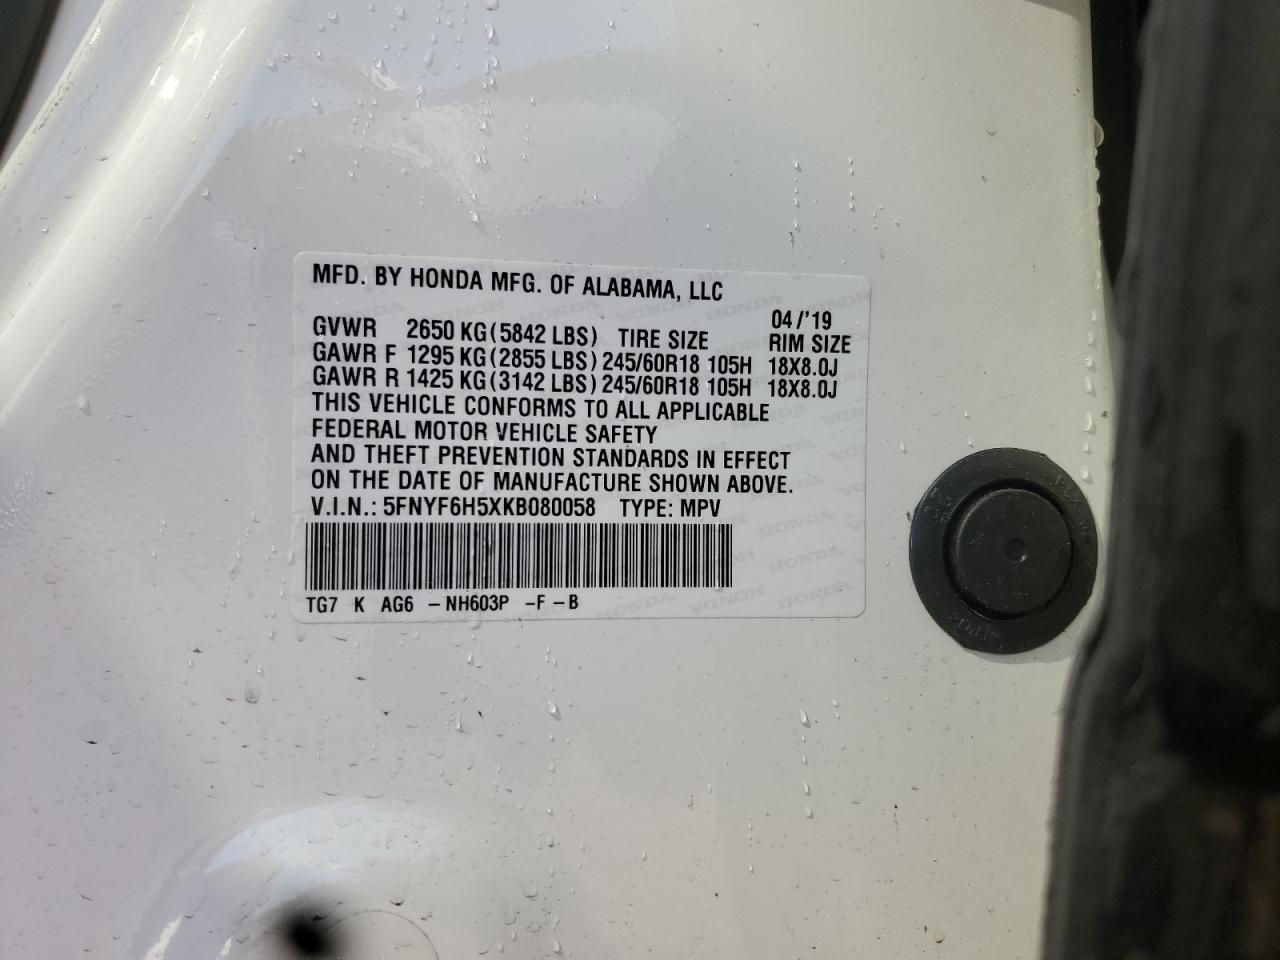 MFD. BY HONDA MFG. OF ALABAMA, LLC
04/'19
GVWR 2650 KG(5842 LBS) TIRE SIZE RIM SIZE
GAWR F 1295 KG(2855 LBS) 245/60R18 105H 18X8.0J
GAWR R 1425 KG(3142 LBS) 245/60R18 105H 18X8.0J
THIS VEHICLE CONFORMS TO ALL APPLICABLE
FEDERAL MOTOR VEHICLE SAFETY
AND THEFT PREVENTION STANDARDS IN EFFECT
ON THE DATE OF MANUFACTURE SHOWN ABOVE.
V.I.N.: 5FNYF6H5XKB080058 TYPE: MPV
TG7 K AG6 -NH603P -F -B